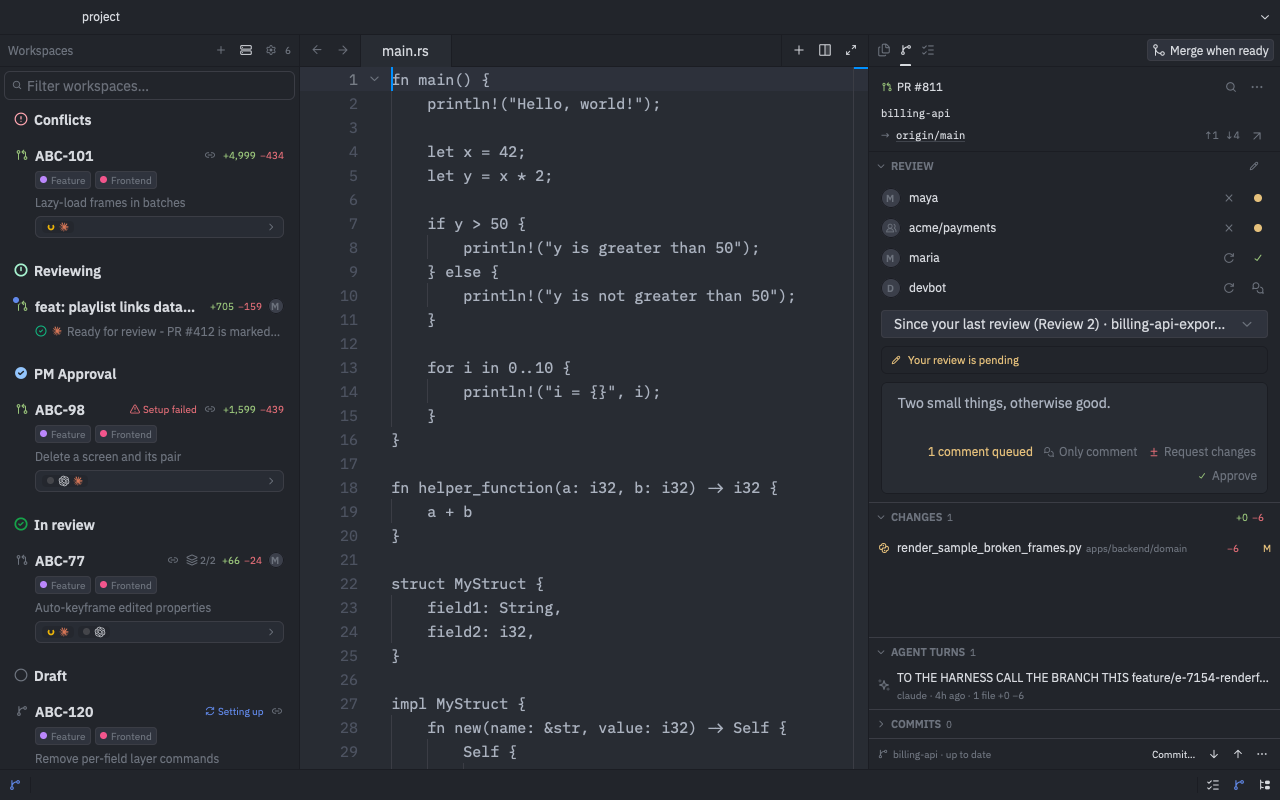 project
Workspaces
6
Filter workspaces...
Conflicts
ABC-101
+4,999 −434
Feature
Frontend
Lazy-load frames in batches
Reviewing
feat: playlist links data...
+705 −159
M
Ready for review - PR #412 is marked...
PM Approval
ABC-98
Setup failed
+1,599 −439
Feature
Frontend
Delete a screen and its pair
In review
ABC-77
2/2
+66 −24
M
Feature
Frontend
Auto-keyframe edited properties
Draft
ABC-120
Setting up
Feature
Frontend
Remove per-field layer commands
main.rs
1 fn main() {
2     println!("Hello, world!");
3
4     let x = 42;
5     let y = x * 2;
6
7     if y > 50 {
8         println!("y is greater than 50");
9     } else {
10         println!("y is not greater than 50");
11     }
12
13     for i in 0..10 {
14         println!("i = {}", i);
15     }
16 }
17
18 fn helper_function(a: i32, b: i32) -> i32 {
19     a + b
20 }
21
22 struct MyStruct {
23     field1: String,
24     field2: i32,
25 }
26
27 impl MyStruct {
28     fn new(name: &str, value: i32) -> Self {
29         Self {
Merge when ready
PR #811
billing-api
→ origin/main
↑1 ↓4
REVIEW
M maya
acme/payments
M maria
D devbot
Since your last review (Review 2) · billing-api-expor...
Your review is pending
Two small things, otherwise good.
1 comment queued
Only comment
± Request changes
Approve
CHANGES 1
+0 −6
render_sample_broken_frames.py apps/backend/domain
−6
M
AGENT TURNS 1
TO THE HARNESS CALL THE BRANCH THIS feature/e-7154-renderf...
claude · 4h ago · 1 file +0 −6
COMMITS 0
billing-api · up to date
Commit...